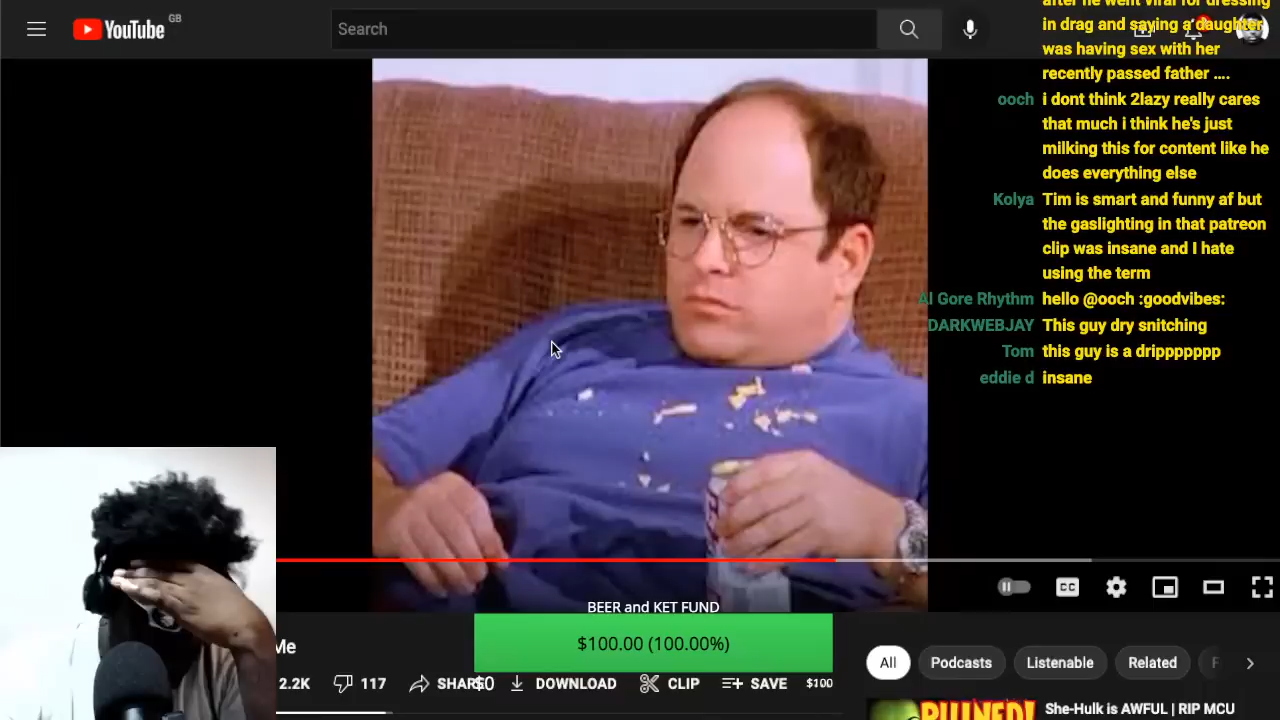 YouTube GB
Search
after he went viral for dressing
in drag and saying a daughter
was having sex with her
recently passed father ....
ooch i dont think 2lazy really cares
that much i think he's just
milking this for content like he
does everything else
Kolya Tim is smart and funny af but
the gaslighting in that patreon
clip was insane and I hate
using the term
Al Gore Rhythm hello @ooch :goodvibes:
DARKWEBJAY This guy dry snitching
Tom this guy is a dripppppp
eddie d insane
CC
BEER and KET FUND
$100.00 (100.00%)
Me
2.2K 117 SHARE $0 DOWNLOAD CLIP SAVE $100
All Podcasts Listenable Related
She-Hulk is AWFUL | RIP MCU